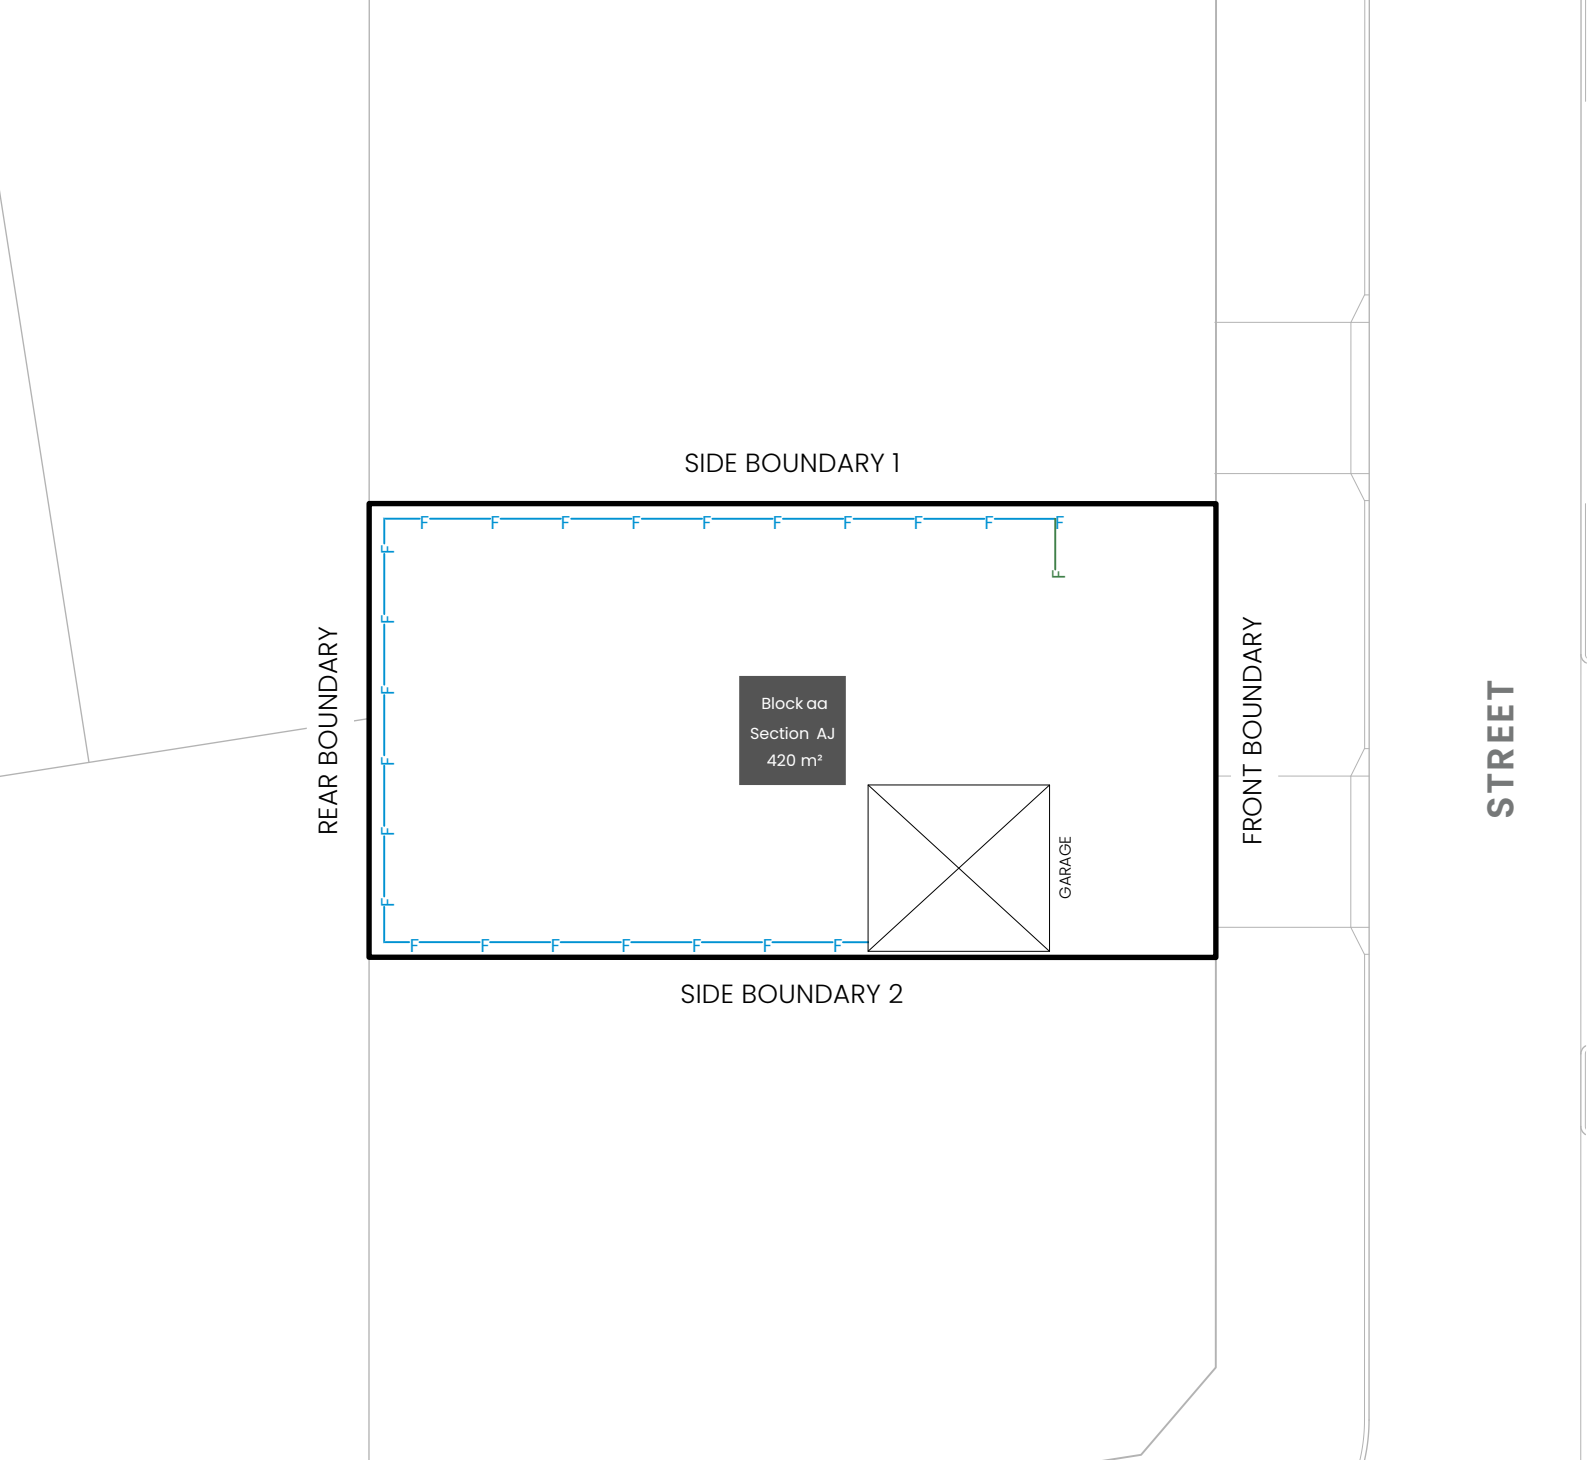 SIDE BOUNDARY 1
F F F F F F F F F F
F
F
F
F
F
F
F
REAR BOUNDARY
Block aa
Section AJ
420 m²
GARAGE
FRONT BOUNDARY
STREET
F F F F F F F
SIDE BOUNDARY 2